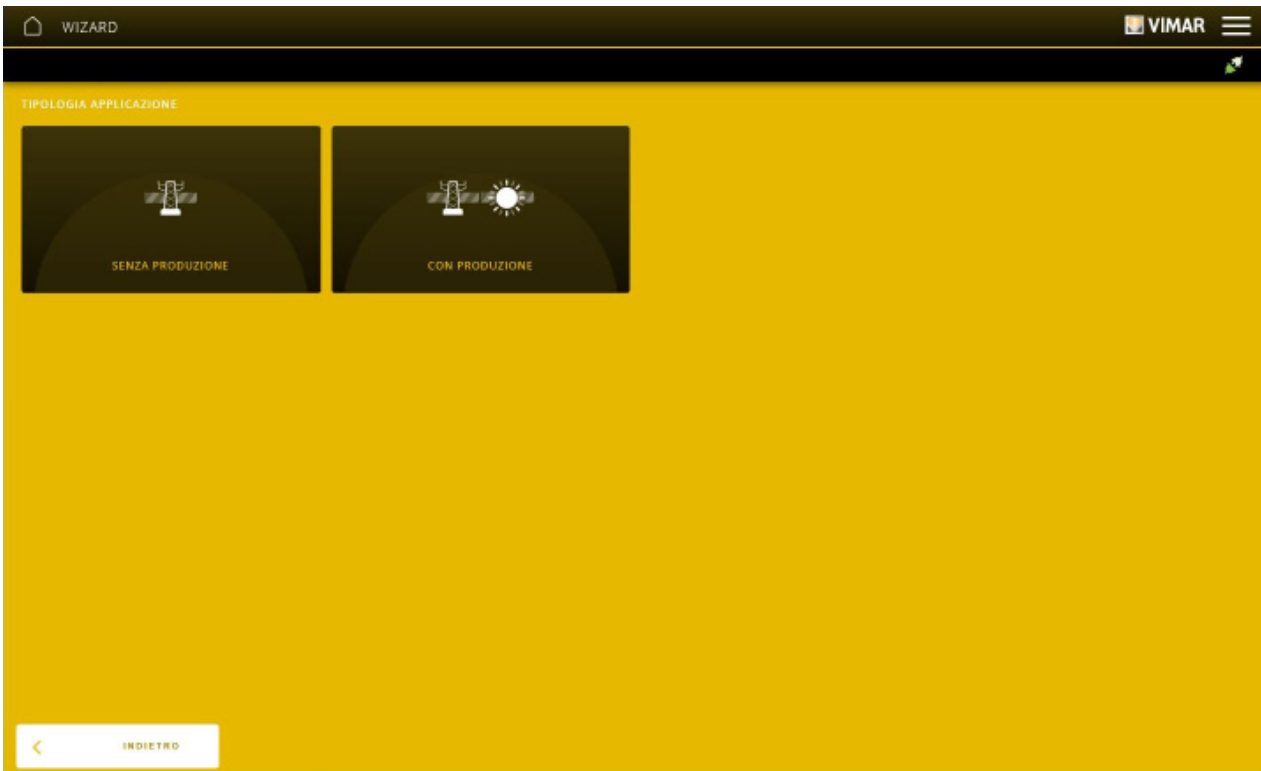 WIZARD
VIMAR
TIPOLOGIA APPLICAZIONE
SENZA PRODUZIONE
CON PRODUZIONE
INDIETRO